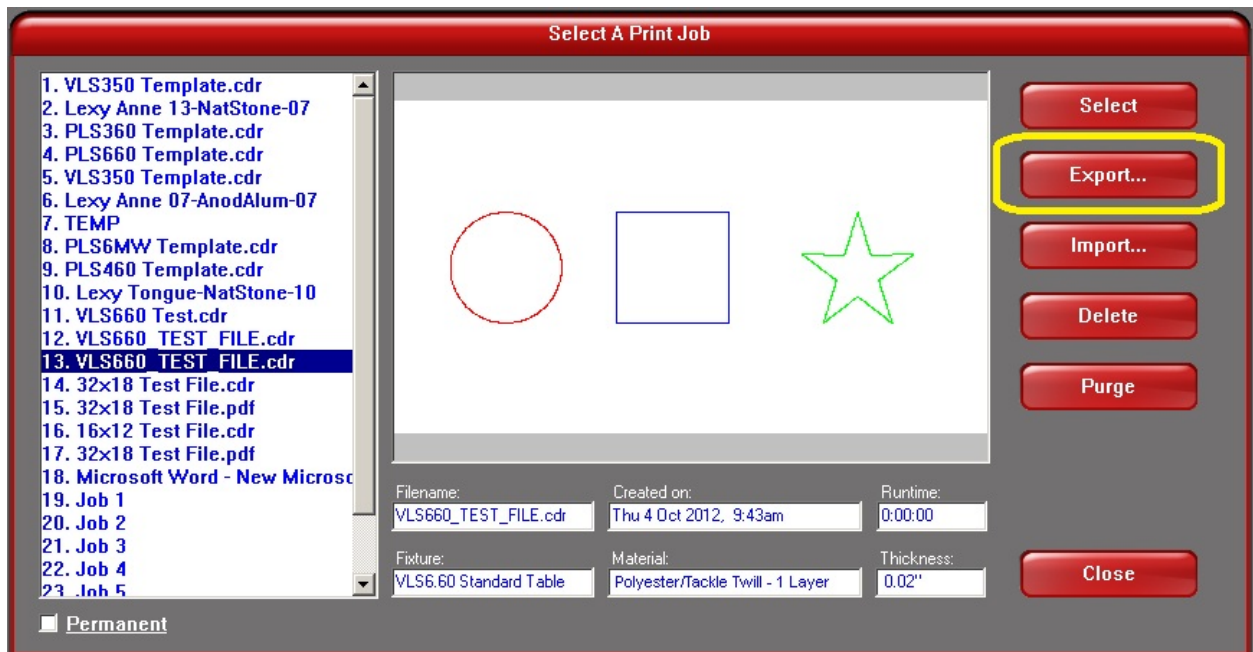 Select A Print Job
1. VLS350 Template.cdr
2. Lexy Anne 13-NatStone-07
3. PLS360 Template.cdr
4. PLS660 Template.cdr
5. VLS350 Template.cdr
6. Lexy Anne 07-AnodAlum-07
7. TEMP
8. PLS6MW Template.cdr
9. PLS460 Template.cdr
10. Lexy Tongue-NatStone-10
11. VLS660 Test.cdr
12. VLS660_TEST_FILE.cdr
13. VLS660_TEST_FILE.cdr
14. 32x18 Test File.cdr
15. 32x18 Test File.pdf
16. 16x12 Test File.cdr
17. 32x18 Test File.pdf
18. Microsoft Word - New Microsc
19. Job 1
20. Job 2
21. Job 3
22. Job 4
23. Job 5
Permanent
Filename:
VLS660_TEST_FILE.cdr
Created on:
Thu 4 Oct 2012, 9:43am
Runtime:
0:00:00
Fixture:
VLS6.60 Standard Table
Material:
Polyester/Tackle Twill - 1 Layer
Thickness:
0.02"
Select
Export...
Import...
Delete
Purge
Close